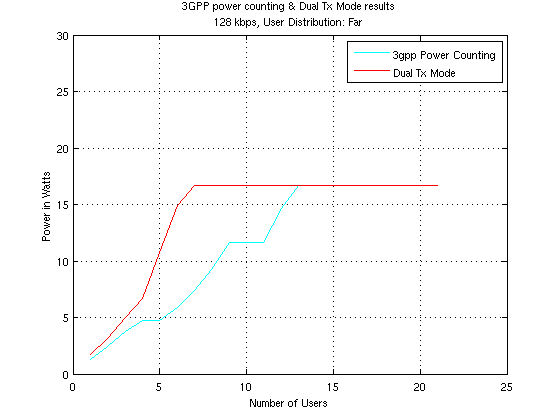 3GPP power counting & Dual Tx Mode results
128 kbps, User Distribution: Far
30
25
20
15
10
5
0
Power in Watts
3gpp Power Counting
Dual Tx Mode
0
5
10
15
20
25
Number of Users